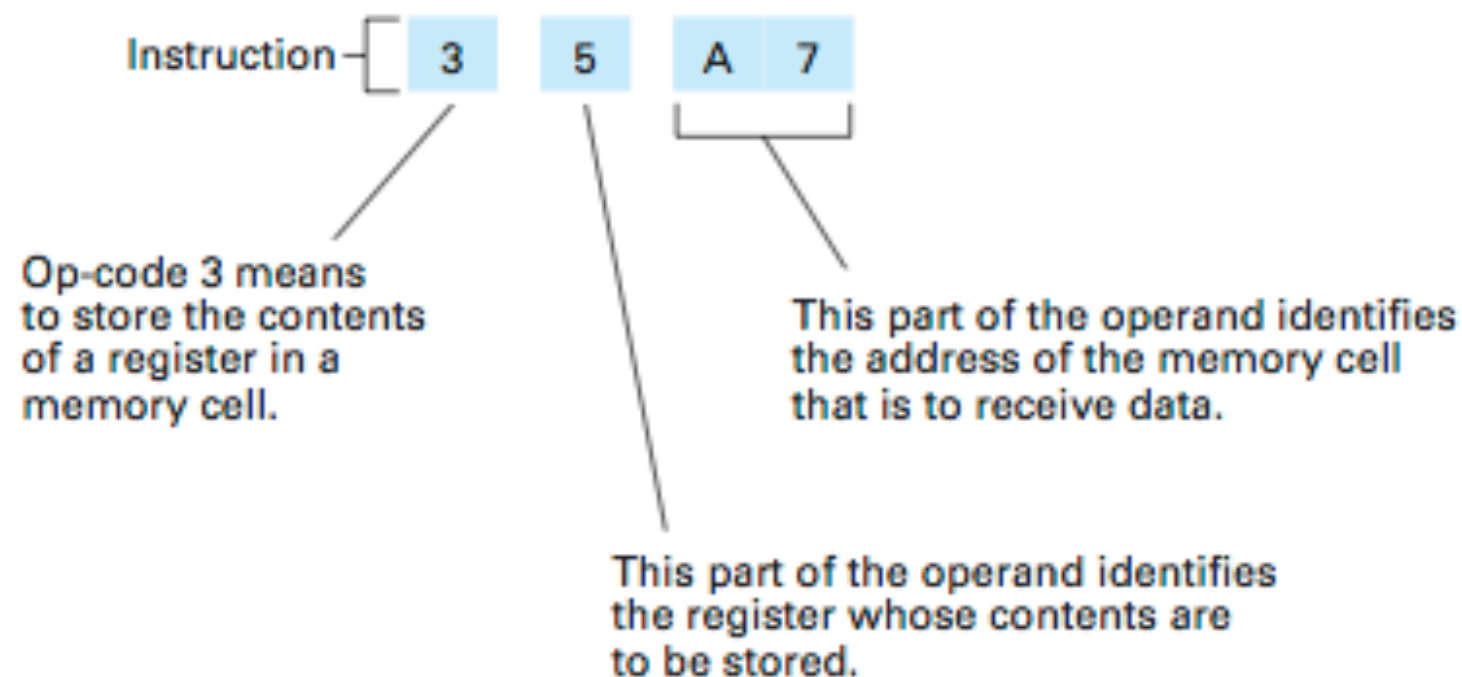 Instruction 3 5 A 7
Op-code 3 means
to store the contents
of a register in a
memory cell.
This part of the operand identifies
the address of the memory cell
that is to receive data.
This part of the operand identifies
the register whose contents are
to be stored.